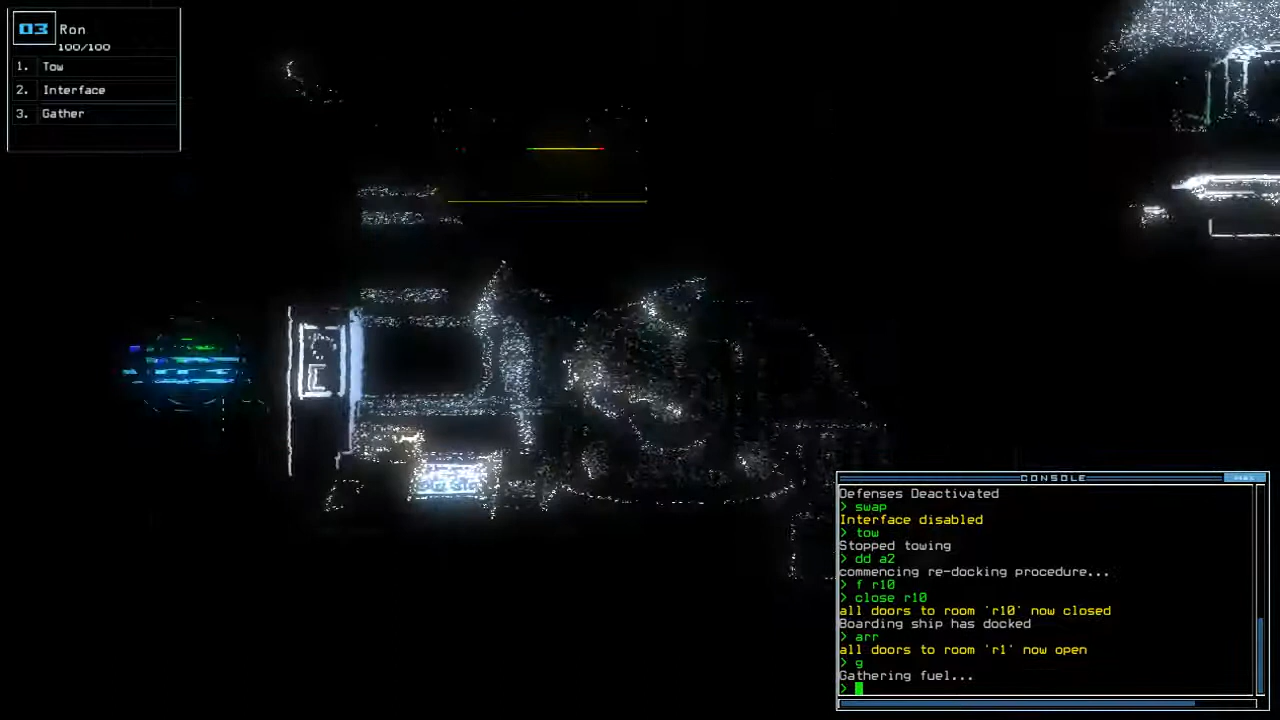 03 Ron
100/100
1. Tow
2. Interface
3. Gather
CONSOLE
Defenses Deactivated
> swap
Interface disabled
> tow
Stopped towing
> dd a2
commencing re-docking procedure...
> f r10
> close r10
all doors to room 'r10' now closed
Boarding ship has docked
> arr
all doors to room 'r1' now open
> g
Gathering fuel...
>